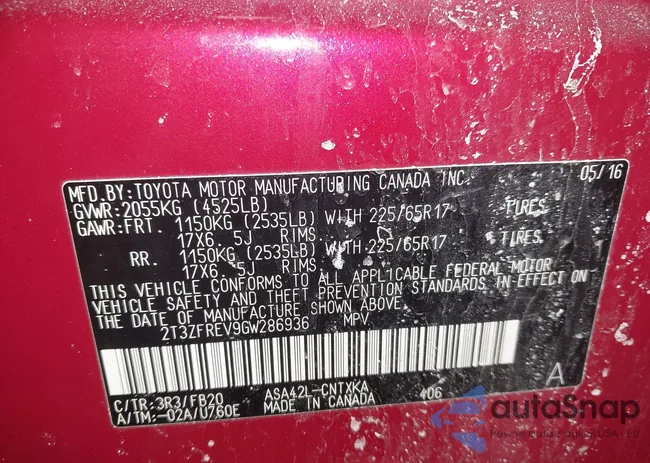 MFD.BY:TOYOTA MOTOR MANUFACTURING CANADA INC. 05/16
GVWR:2055KG (4525LB)
GAWR:FRT. 1150KG (2535LB) WITH 225/65R17 TIRES
17X6. 5J RIMS.
RR. 1150KG (2535LB) WITH 225/65R17 TIRES.
17X6. 5J RIMS.
THIS VEHICLE CONFORMS TO ALL APPLICABLE FEDERAL MOTOR
VEHICLE SAFETY AND THEFT PREVENTION STANDARDS IN EFFECT
ON THE DATE OF MANUFACTURE SHOWN ABOVE.
2T3ZFREV9GW286936 MPV
C/TR:3R3/FB20 ASA42L-CNTXKA 406 A
A/TM:-02A/U760E MADE IN CANADA
autoSnap